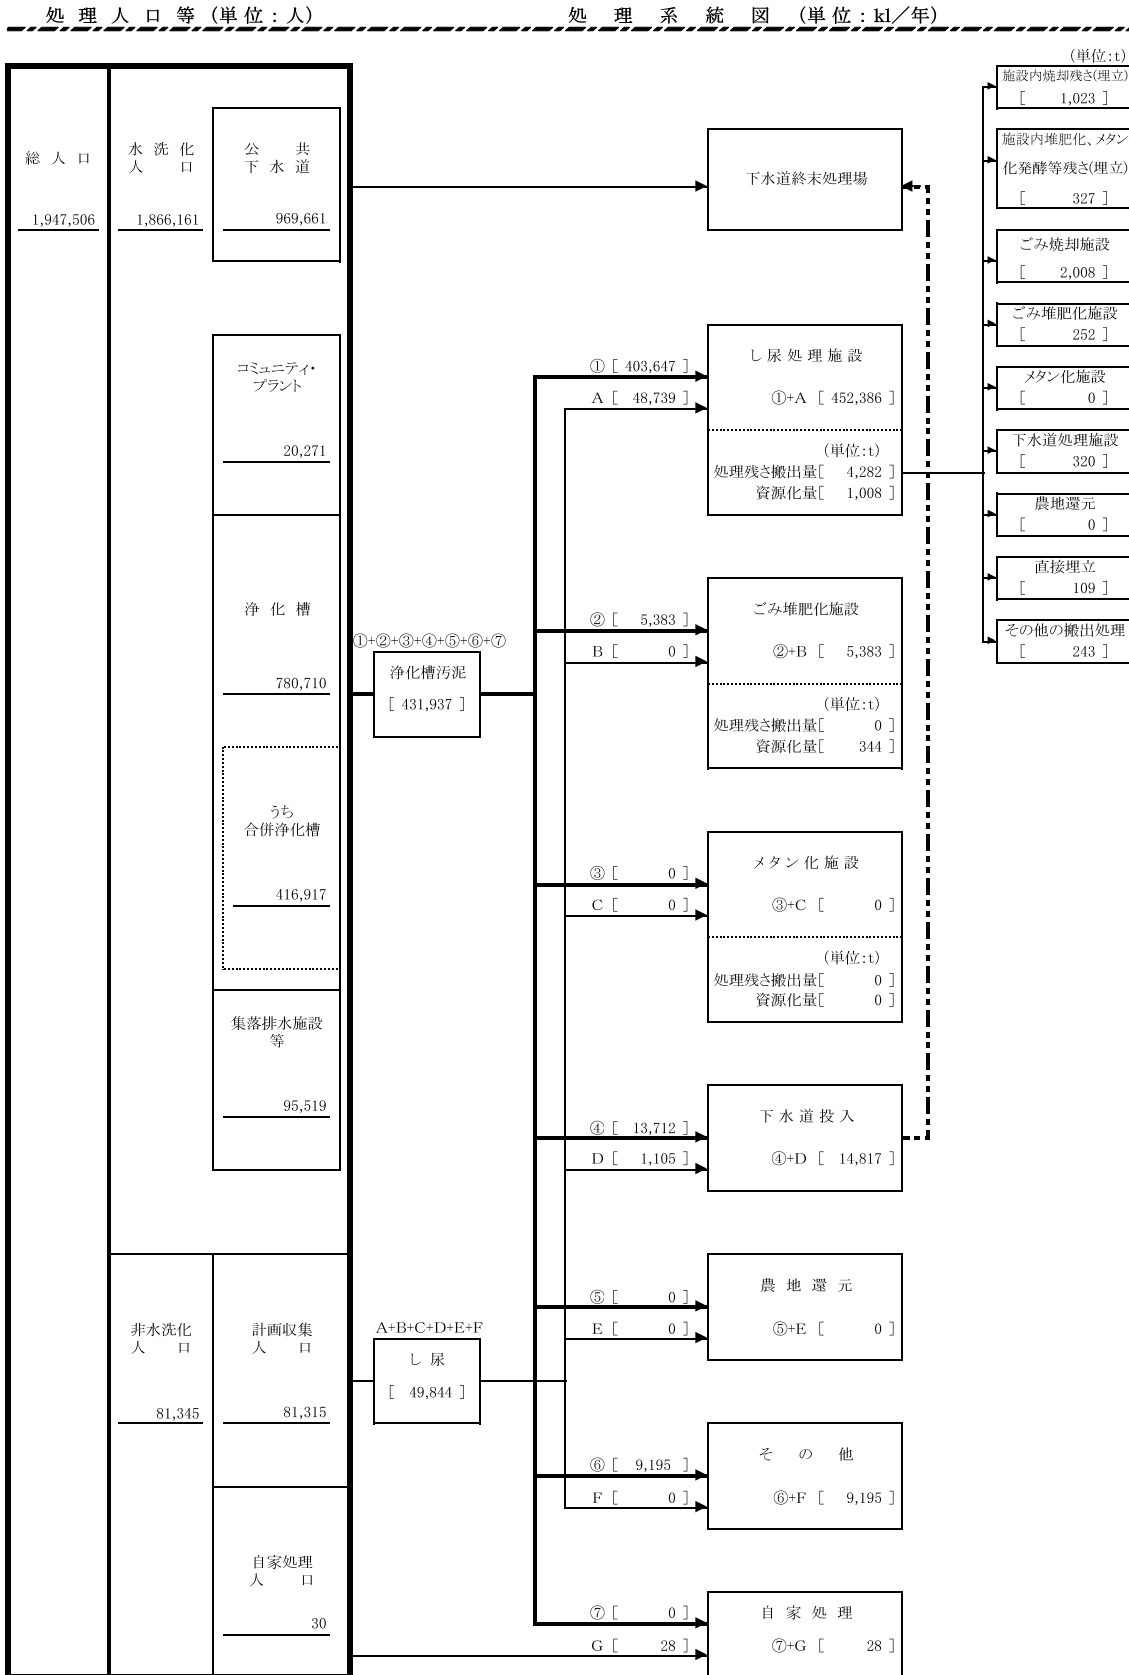 処 理 人 口 等 (単 位 : 人)
処 理 系 統 図 (単 位 : kl／年)
総 人 口
1,947,506
水 洗 化
人 口
1,866,161
公 共
下 水 道
969,661
コミュニティ・
プラント
20,271
浄 化 槽
780,710
うち
合併浄化槽
416,917
集落排水施設
等
95,519
非水洗化
人 口
81,345
計画収集
人 口
81,315
自家処理
人 口
30
①+②+③+④+⑤+⑥+⑦
浄化槽汚泥
[ 431,937 ]
A+B+C+D+E+F
し 尿
[ 49,844 ]
下水道終末処理場
① [ 403,647 ]
A [ 48,739 ]
し 尿 処 理 施 設
①+A [ 452,386 ]
(単位:t)
処理残さ搬出量[ 4,282 ]
資源化量[ 1,008 ]
② [ 5,383 ]
B [ 0 ]
ごみ堆肥化施設
②+B [ 5,383 ]
(単位:t)
処理残さ搬出量[ 0 ]
資源化量[ 344 ]
③ [ 0 ]
C [ 0 ]
メ タ ン 化 施 設
③+C [ 0 ]
(単位:t)
処理残さ搬出量[ 0 ]
資源化量[ 0 ]
④ [ 13,712 ]
D [ 1,105 ]
下 水 道 投 入
④+D [ 14,817 ]
⑤ [ 0 ]
E [ 0 ]
農 地 還 元
⑤+E [ 0 ]
⑥ [ 9,195 ]
F [ 0 ]
そ の 他
⑥+F [ 9,195 ]
⑦ [ 0 ]
G [ 28 ]
自 家 処 理
⑦+G [ 28 ]
(単位:t)
施設内焼却残さ(埋立)
[ 1,023 ]
施設内堆肥化、メタン
化発酵等残さ(埋立)
[ 327 ]
ごみ焼却施設
[ 2,008 ]
ごみ堆肥化施設
[ 252 ]
メタン化施設
[ 0 ]
下水道処理施設
[ 320 ]
農地還元
[ 0 ]
直接埋立
[ 109 ]
その他の搬出処理
[ 243 ]